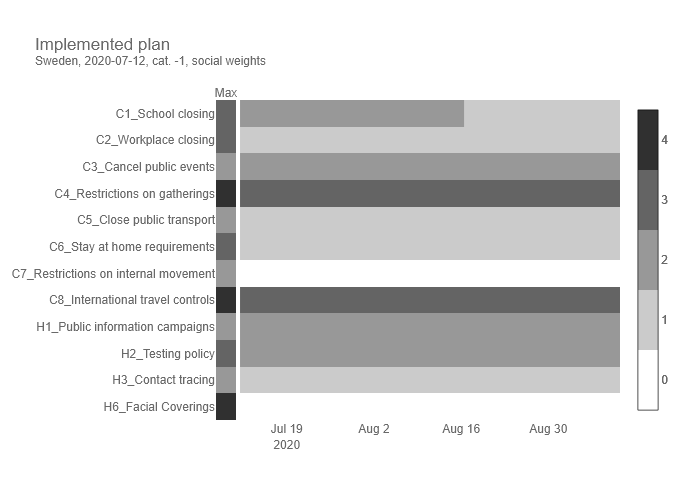 Implemented plan
Sweden, 2020-07-12, cat. -1, social weights
Max
C1_School closing
C2_Workplace closing
C3_Cancel public events
C4_Restrictions on gatherings
C5_Close public transport
C6_Stay at home requirements
C7_Restrictions on internal movement
C8_International travel controls
H1_Public information campaigns
H2_Testing policy
H3_Contact tracing
H6_Facial Coverings
Jul 19
2020
Aug 2
Aug 16
Aug 30
4
3
2
1
0